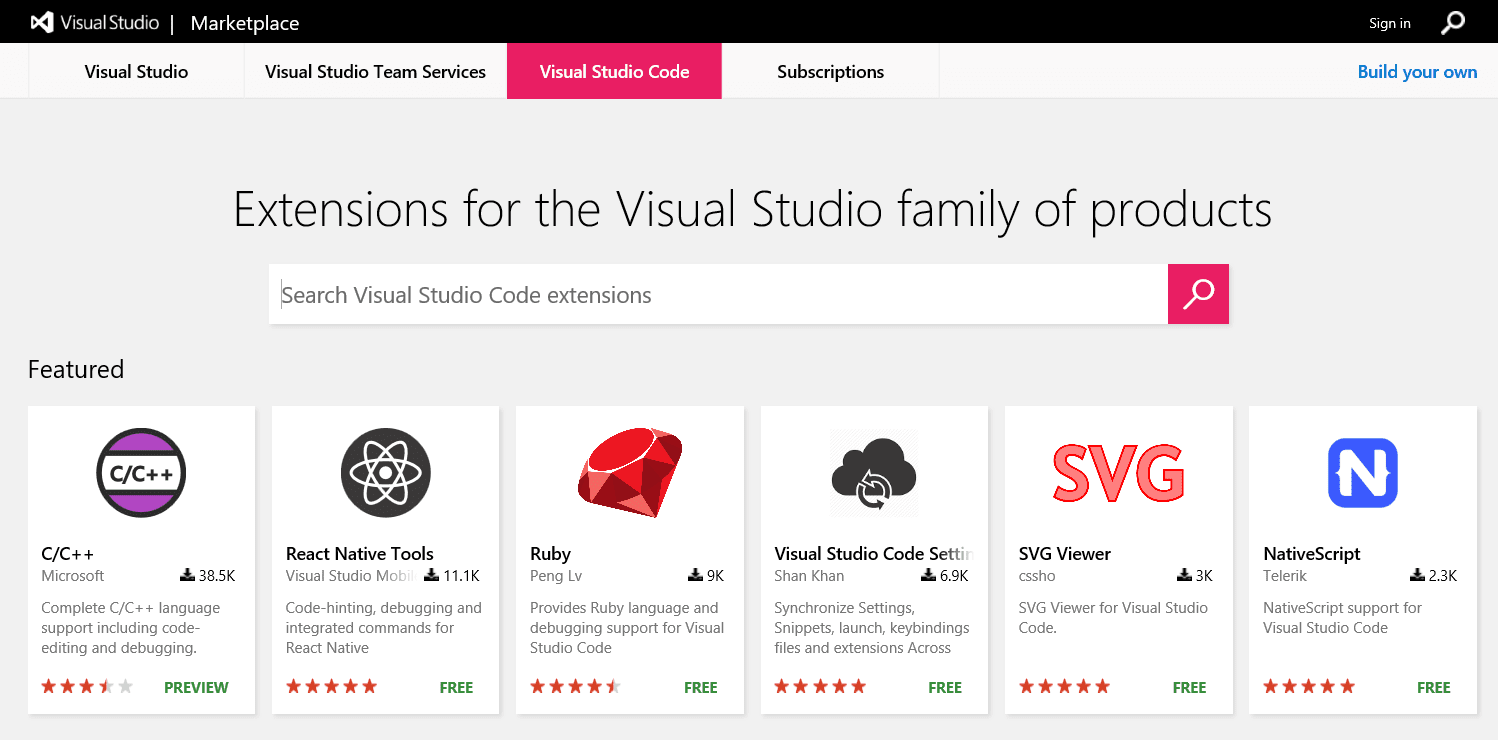 Visual Studio | Marketplace
Sign in
Visual Studio
Visual Studio Team Services
Visual Studio Code
Subscriptions
Build your own
Extensions for the Visual Studio family of products
Search Visual Studio Code extensions
Featured
C/C++
C/C++
Microsoft 38.5K
Complete C/C++ language
support including code-
editing and debugging.
PREVIEW
React Native Tools
Visual Studio Mobil 11.1K
Code-hinting, debugging and
integrated commands for
React Native
FREE
Ruby
Peng Lv 9K
Provides Ruby language and
debugging support for Visual
Studio Code
FREE
Visual Studio Code Settin
Shan Khan 6.9K
Synchronize Settings,
Snippets, launch, keybindings
files and extensions Across
FREE
SVG
SVG Viewer
cssho 3K
SVG Viewer for Visual Studio
Code.
FREE
N
NativeScript
Telerik 2.3K
NativeScript support for
Visual Studio Code
FREE